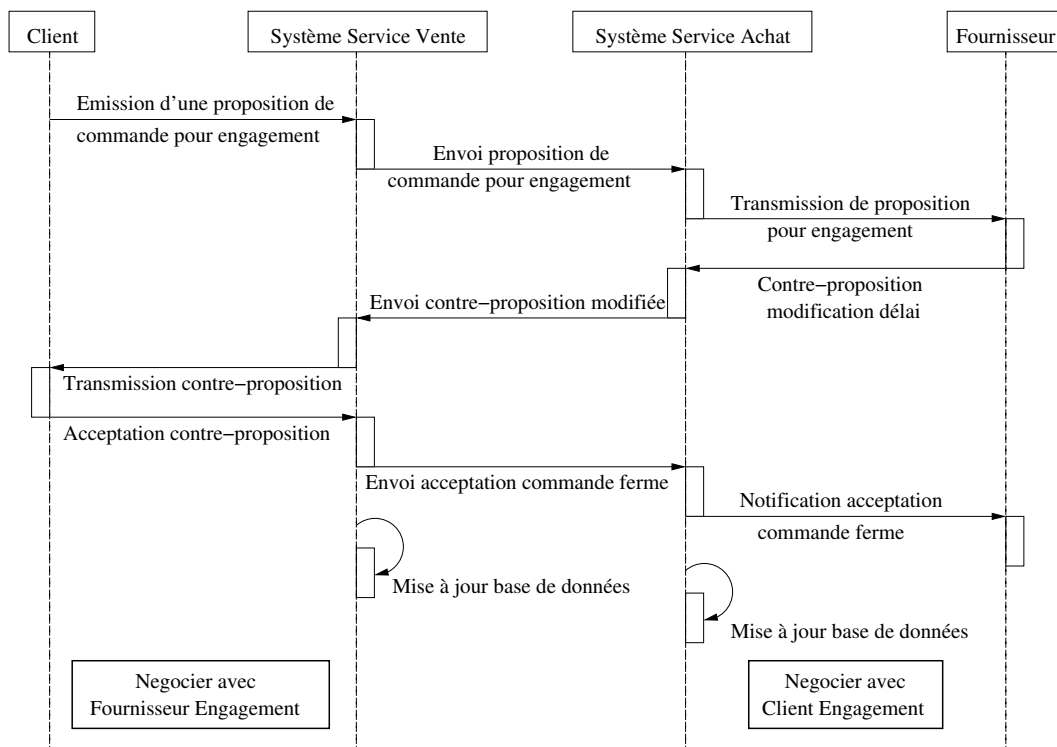 Client
Système Service Vente
Système Service Achat
Fournisseur
Emission d'une proposition de
commande pour engagement
Envoi proposition de
commande pour engagement
Transmission de proposition
pour engagement
Contre−proposition
modification délai
Envoi contre−proposition modifiée
Transmission contre−proposition
Acceptation contre−proposition
Envoi acceptation commande ferme
Notification acceptation
commande ferme
Mise à jour base de données
Mise à jour base de données
Negocier avec
Fournisseur Engagement
Negocier avec
Client Engagement